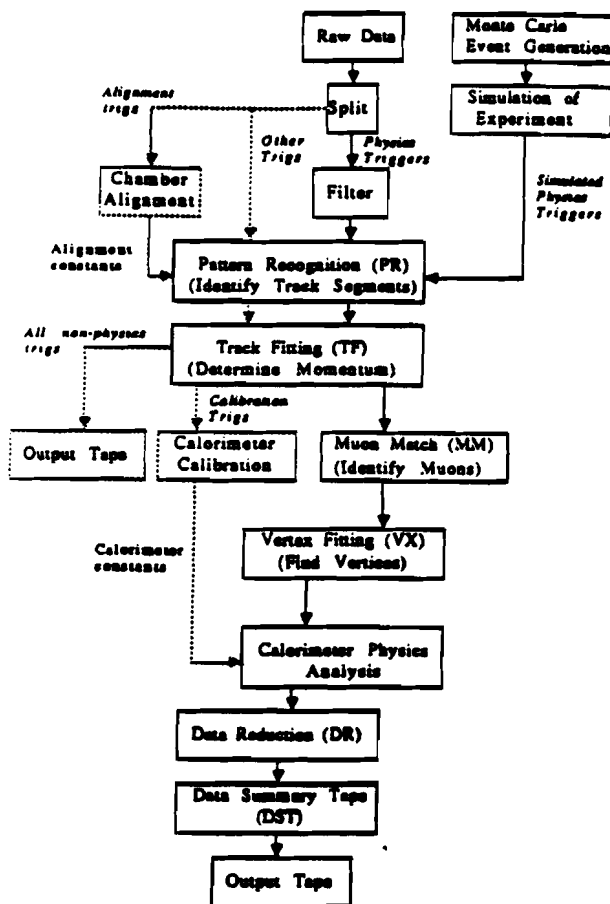 Raw Data
Monte Carlo
Event Generation
Alignment
trigs
Split
Simulation of
Experiment
Other
Trigs
Physics
Triggers
Chamber
Alignment
Filter
Simulated
Physics
Triggers
Alignment
constants
Pattern Recognition (PR)
(Identify Track Segments)
All non-physics
trigs
Track Fitting (TF)
(Determine Momentum)
Calibration
Trigs
Output Tape
Calorimeter
Calibration
Muon Match (MM)
(Identify Muons)
Vertex Fitting (VX)
(Find Vertices)
Calorimeter
constants
Calorimeter Physics
Analysis
Data Reduction (DR)
Data Summary Tape
(DST)
Output Tape